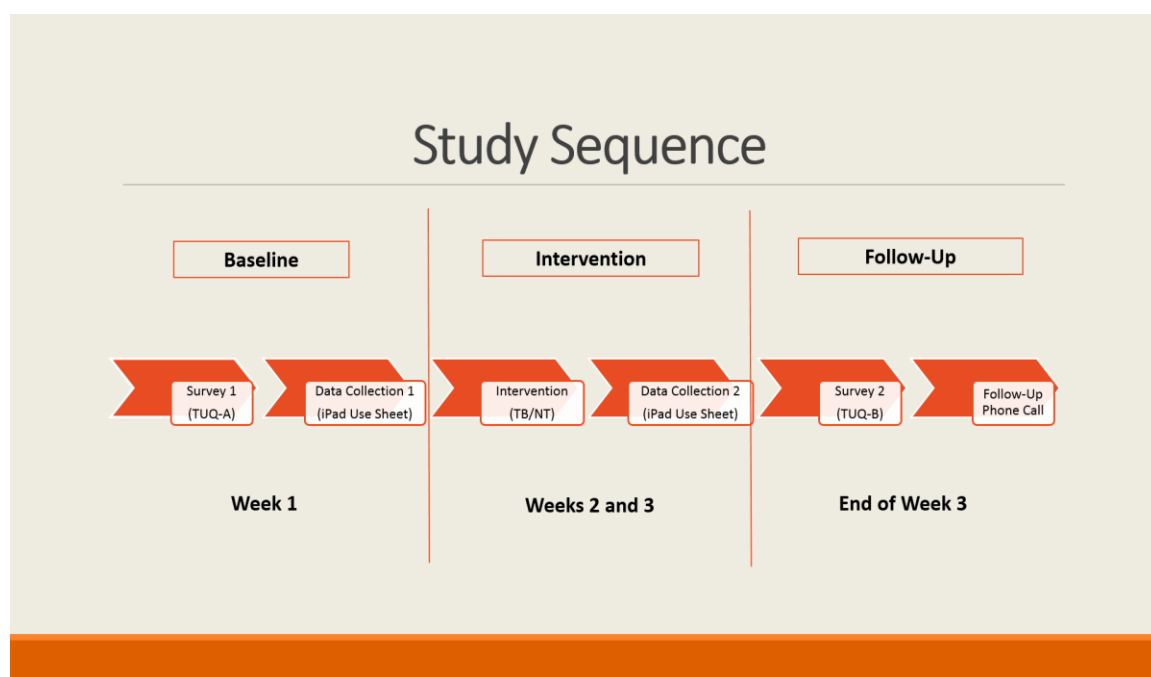 Study Sequence
Baseline
Intervention
Follow-Up
Survey 1
(TUQ-A)
Data Collection 1
(iPad Use Sheet)
Intervention
(TB/NT)
Data Collection 2
(iPad Use Sheet)
Survey 2
(TUQ-B)
Follow-Up
Phone Call
Week 1
Weeks 2 and 3
End of Week 3